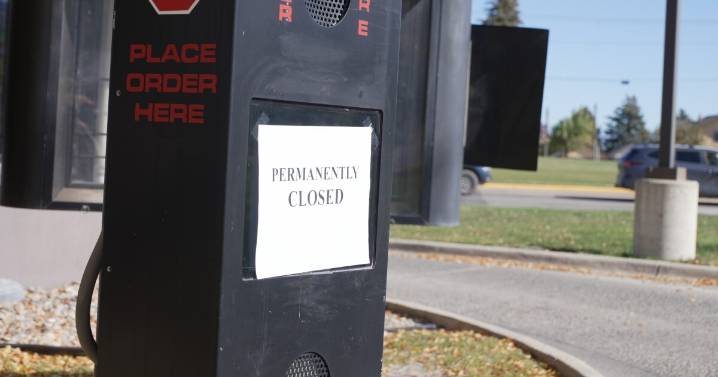 PLACE
ORDER
HERE
PERMANENTLY
CLOSED